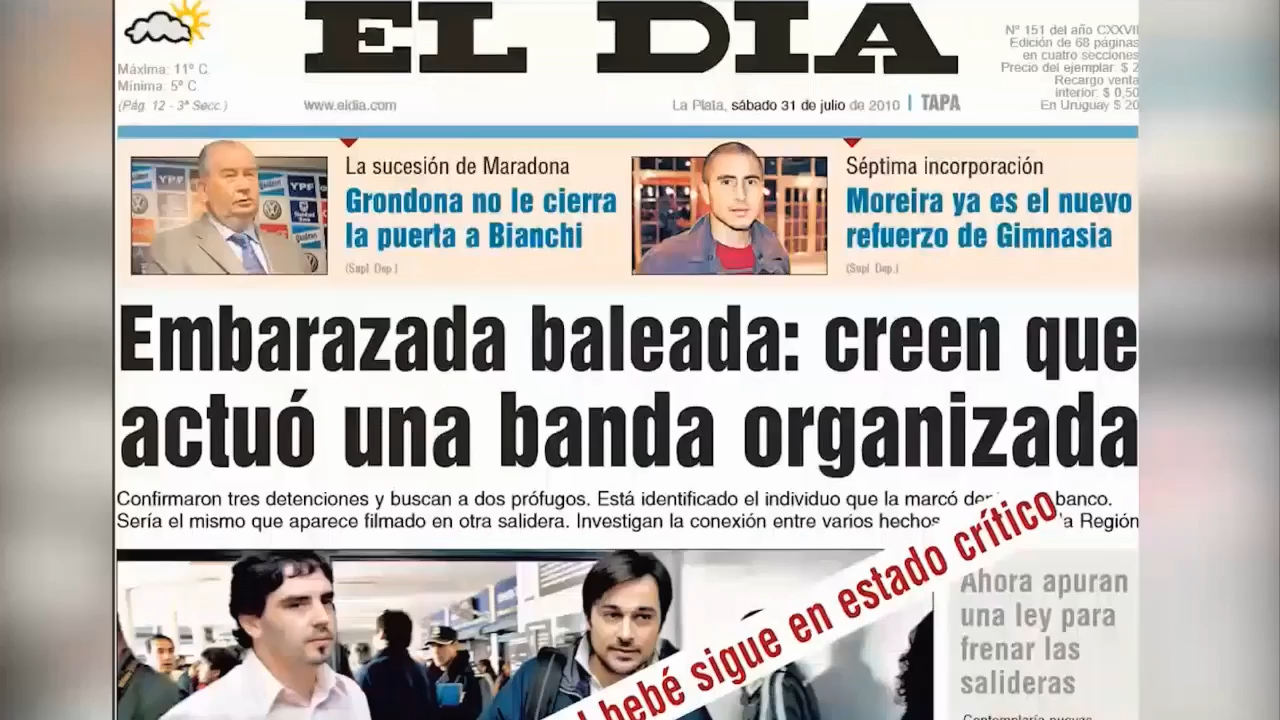 EL DIA
Nº 151 del año CXXVII
Edición de 68 páginas
en cuatro secciones
Precio del ejemplar: $ 2
Recargo venta
interior: $ 0,50
En Uruguay $ 20
Máxima: 11º C.
Mínima: 5º C.
(Pág. 12 - 3ª Secc.)
www.eldia.com
La Plata, sábado 31 de julio de 2010 | TAPA
La sucesión de Maradona
Grondona no le cierra
la puerta a Bianchi
(Supl. Dep.)
Séptima incorporación
Moreira ya es el nuevo
refuerzo de Gimnasia
(Supl. Dep.)
YPF
YPF
Embarazada baleada: creen que
actuó una banda organizada
Confirmaron tres detenciones y buscan a dos prófugos. Está identificado el individuo que la marcó banco.
Sería el mismo que aparece filmado en otra salidera. Investigan la conexión entre varios hechos Región
bebé sigue en estado crítico
Ahora apuran
una ley para
frenar las
salideras